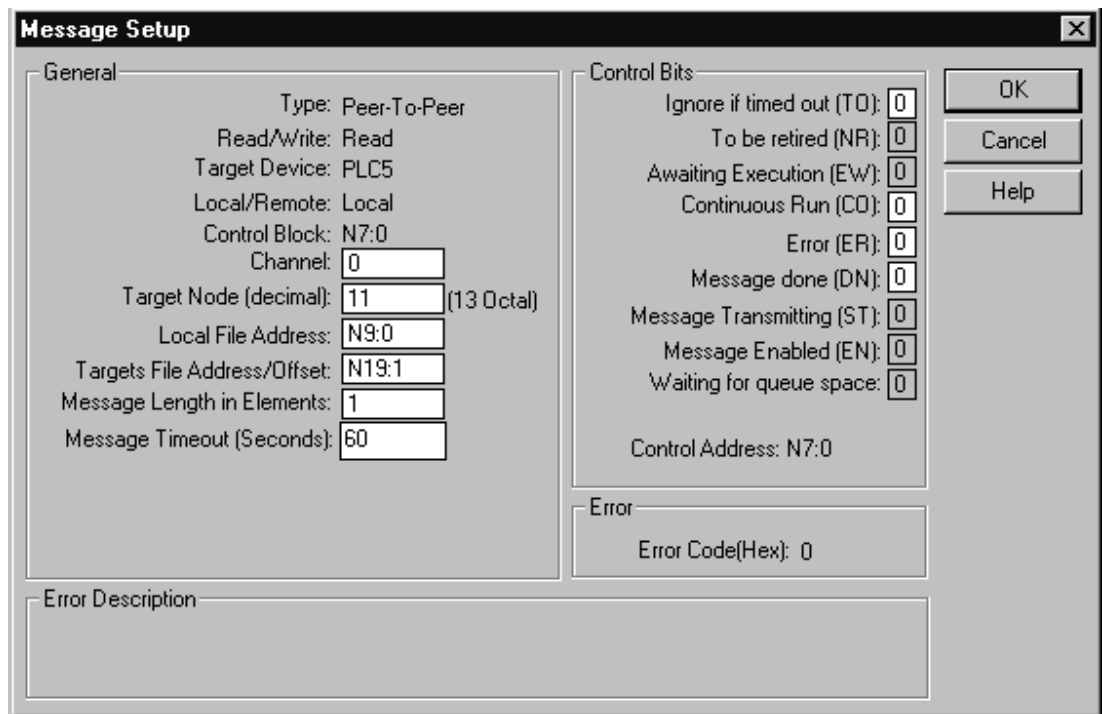 Message Setup
General
Type: Peer-To-Peer
Read/Write: Read
Target Device: PLC5
Local/Remote: Local
Control Block: N7:0
Channel: 0
Target Node (decimal): 11 (13 Octal)
Local File Address: N9:0
Targets File Address/Offset: N19:1
Message Length in Elements: 1
Message Timeout (Seconds): 60
Control Bits
Ignore if timed out (TO): 0
To be retired (NR): 0
Awaiting Execution (EW): 0
Continuous Run (CO): 0
Error (ER): 0
Message done (DN): 0
Message Transmitting (ST): 0
Message Enabled (EN): 0
Waiting for queue space: 0
Control Address: N7:0
Error
Error Code(Hex): 0
Error Description
OK
Cancel
Help